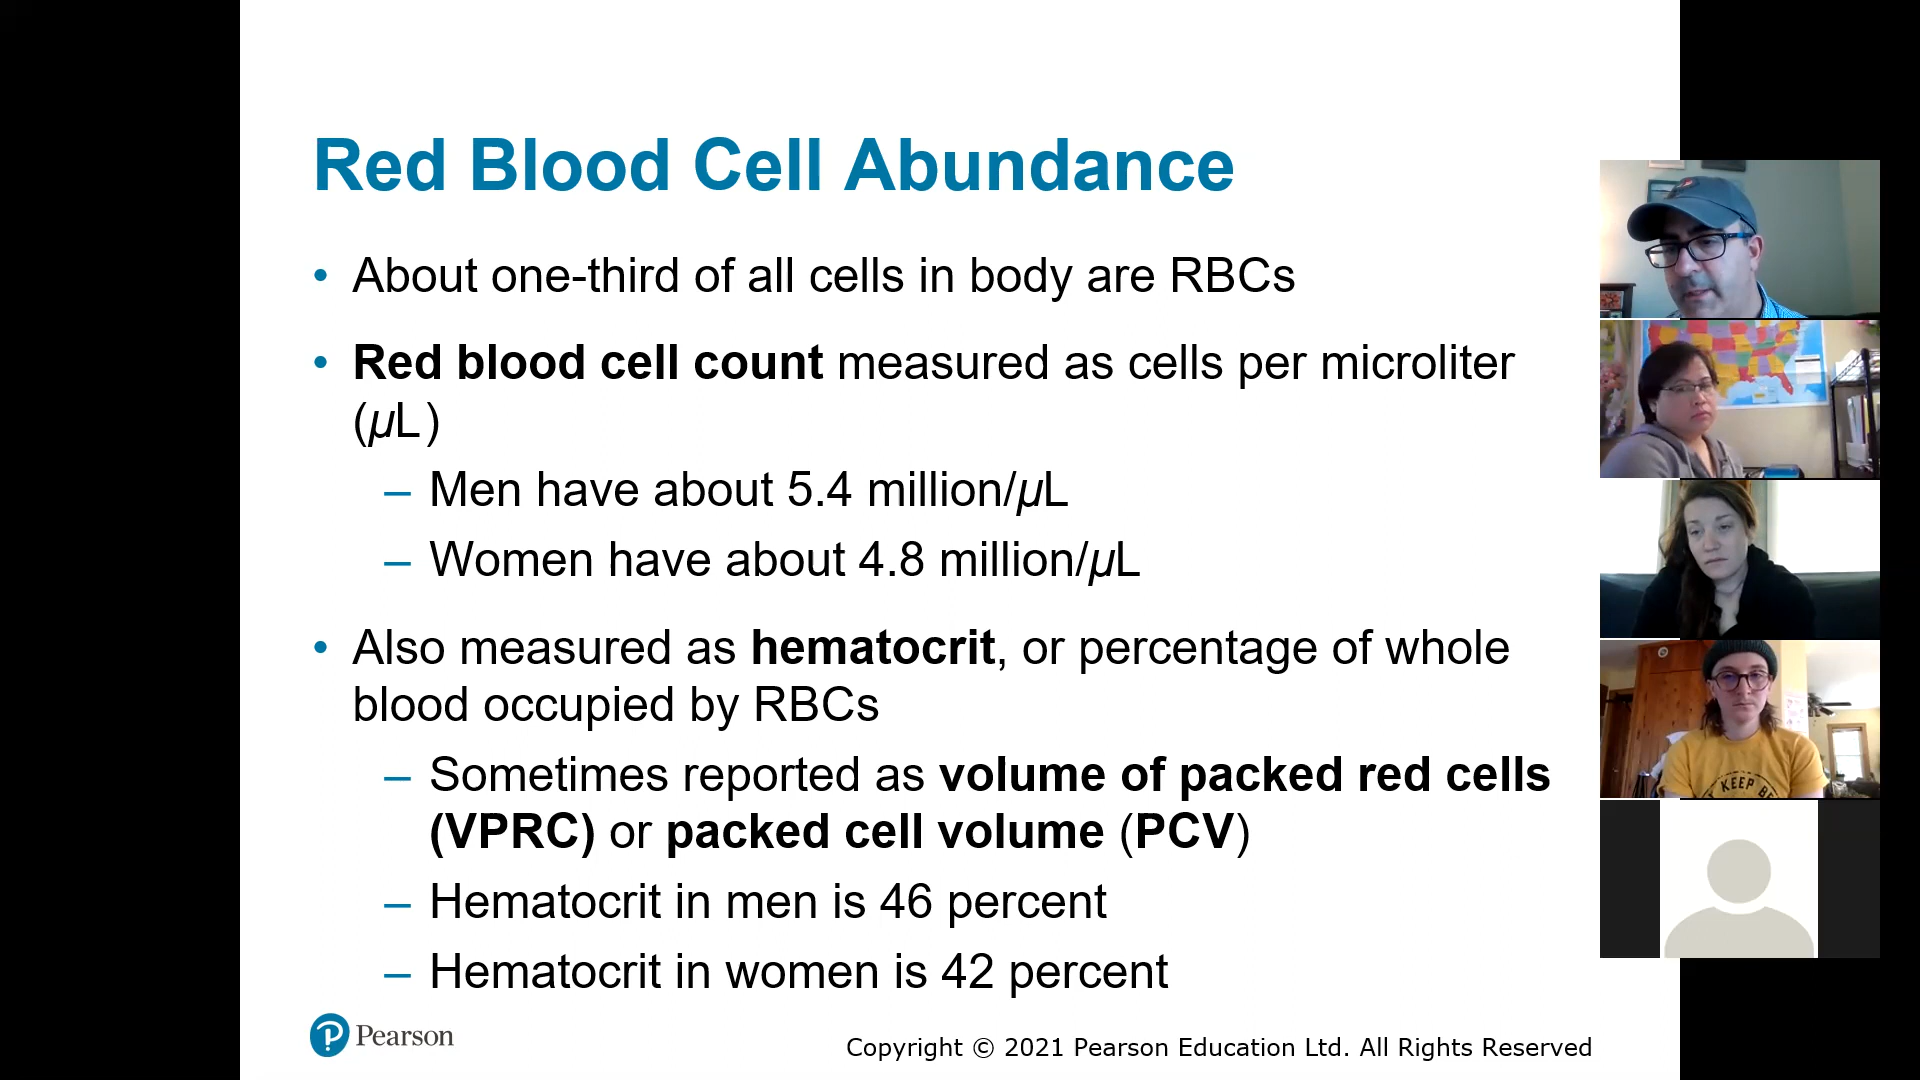 Red Blood Cell Abundance
• About one-third of all cells in body are RBCs
• Red blood cell count measured as cells per microliter
(µL)
– Men have about 5.4 million/µL
– Women have about 4.8 million/µL
• Also measured as hematocrit, or percentage of whole
blood occupied by RBCs
– Sometimes reported as volume of packed red cells
(VPRC) or packed cell volume (PCV)
– Hematocrit in men is 46 percent
– Hematocrit in women is 42 percent
Pearson
Copyright © 2021 Pearson Education Ltd. All Rights Reserved
KEEP